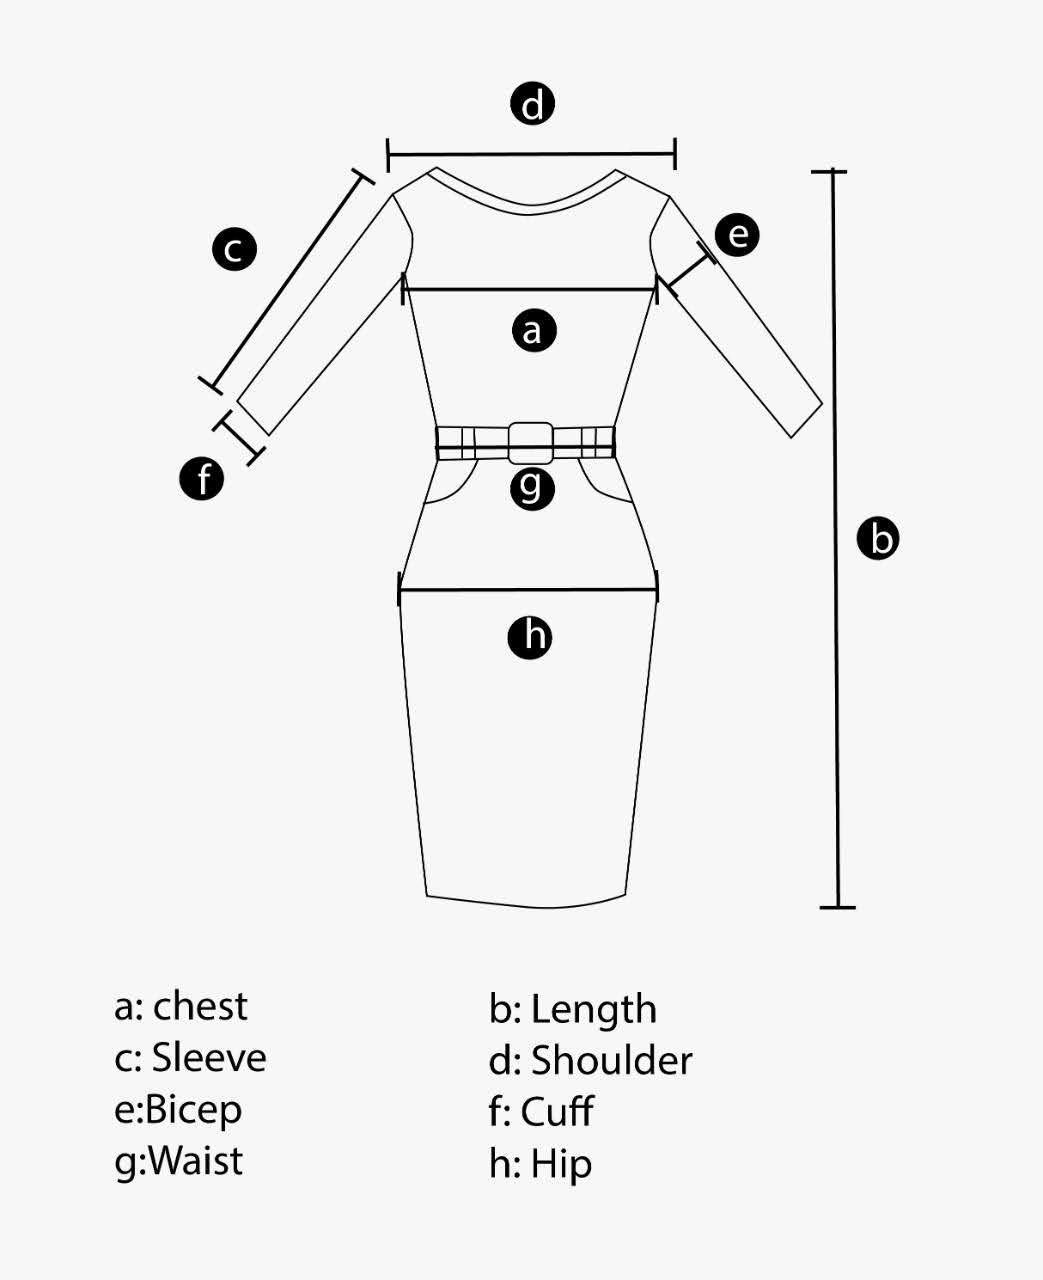 d
c
e
a
f
g
b
h
a: chest
b: Length
c: Sleeve
d: Shoulder
e:Bicep
f: Cuff
g:Waist
h: Hip